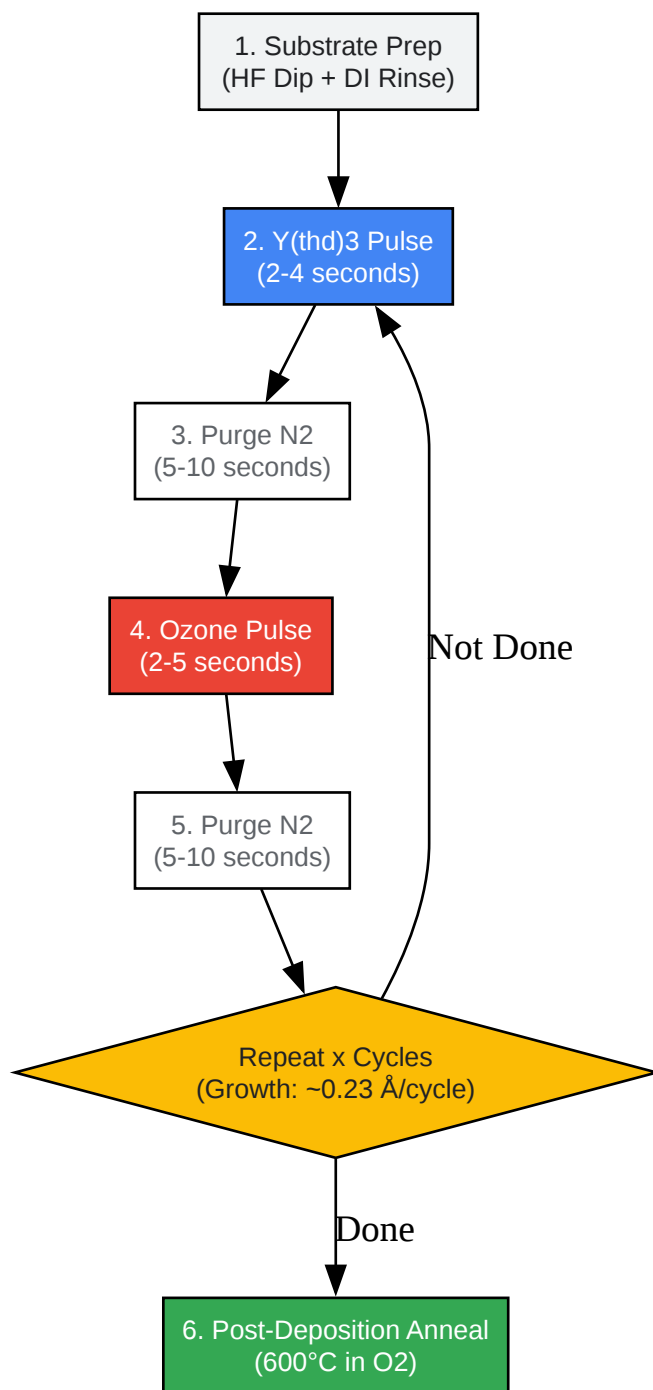 1. Substrate Prep
(HF Dip + DI Rinse)
2. Y(thd)3 Pulse
(2-4 seconds)
3. Purge N2
(5-10 seconds)
4. Ozone Pulse
(2-5 seconds)
Not Done
5. Purge N2
(5-10 seconds)
Repeat x Cycles
(Growth: ~0.23 Å/cycle)
Done
6. Post-Deposition Anneal
(600°C in O2)